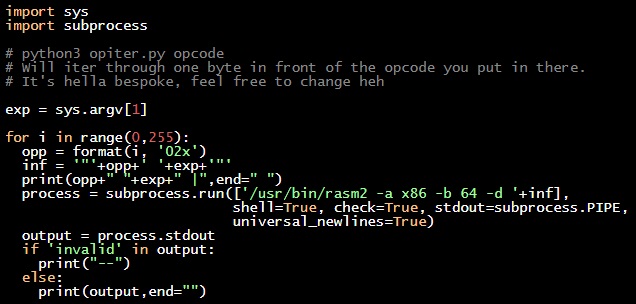 import sys
import subprocess

# python3 opiter.py opcode
# Will iter through one byte in front of the opcode you put in there.
# It's hella bespoke, feel free to change heh

exp = sys.argv[1]

for i in range(0,255):
  opp = format(i, '02x')
  inf = '"'+opp+' '+exp+'"'
  print(opp+" "+exp+" |",end=" ")
  process = subprocess.run(['/usr/bin/rasm2 -a x86 -b 64 -d '+inf],
                           shell=True, check=True, stdout=subprocess.PIPE,
                           universal_newlines=True)
  output = process.stdout
  if 'invalid' in output:
    print("--")
  else:
    print(output,end="")